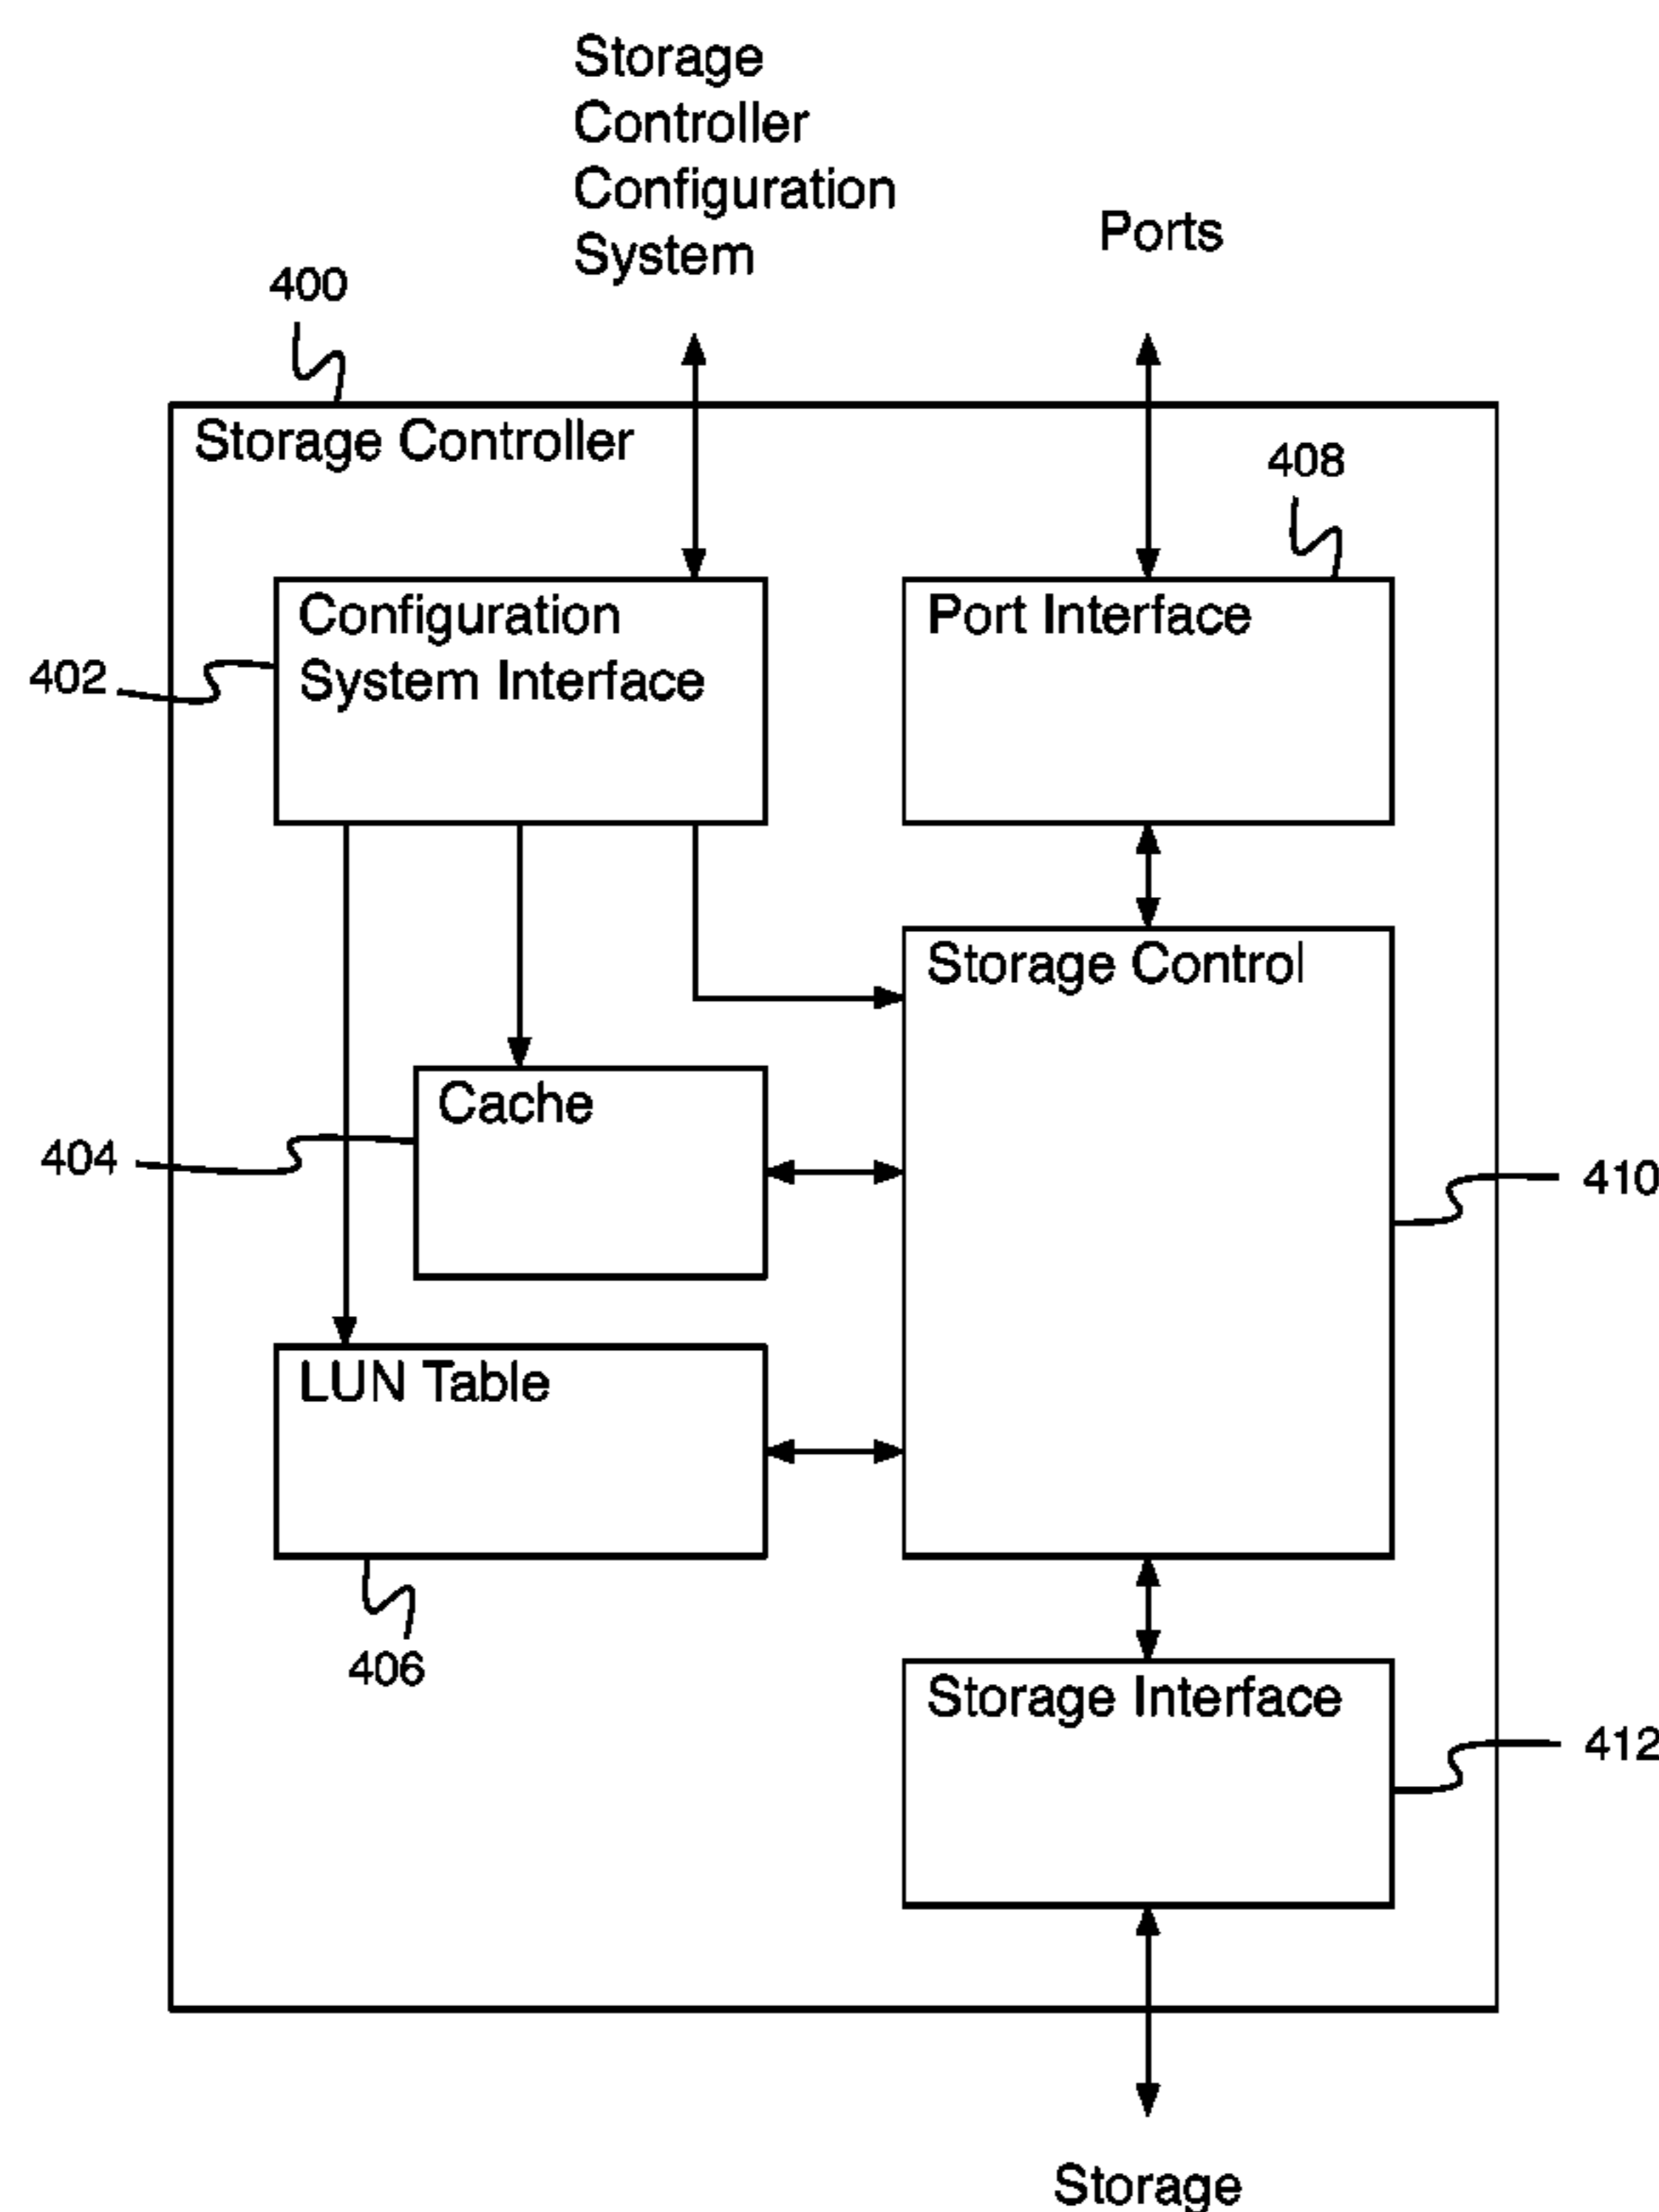 Storage
Controller
Configuration
System
Ports
400
Storage Controller
408
Configuration
System Interface
Port Interface
402
Storage Control
Cache
404
410
LUN Table
406
Storage Interface
412
Storage